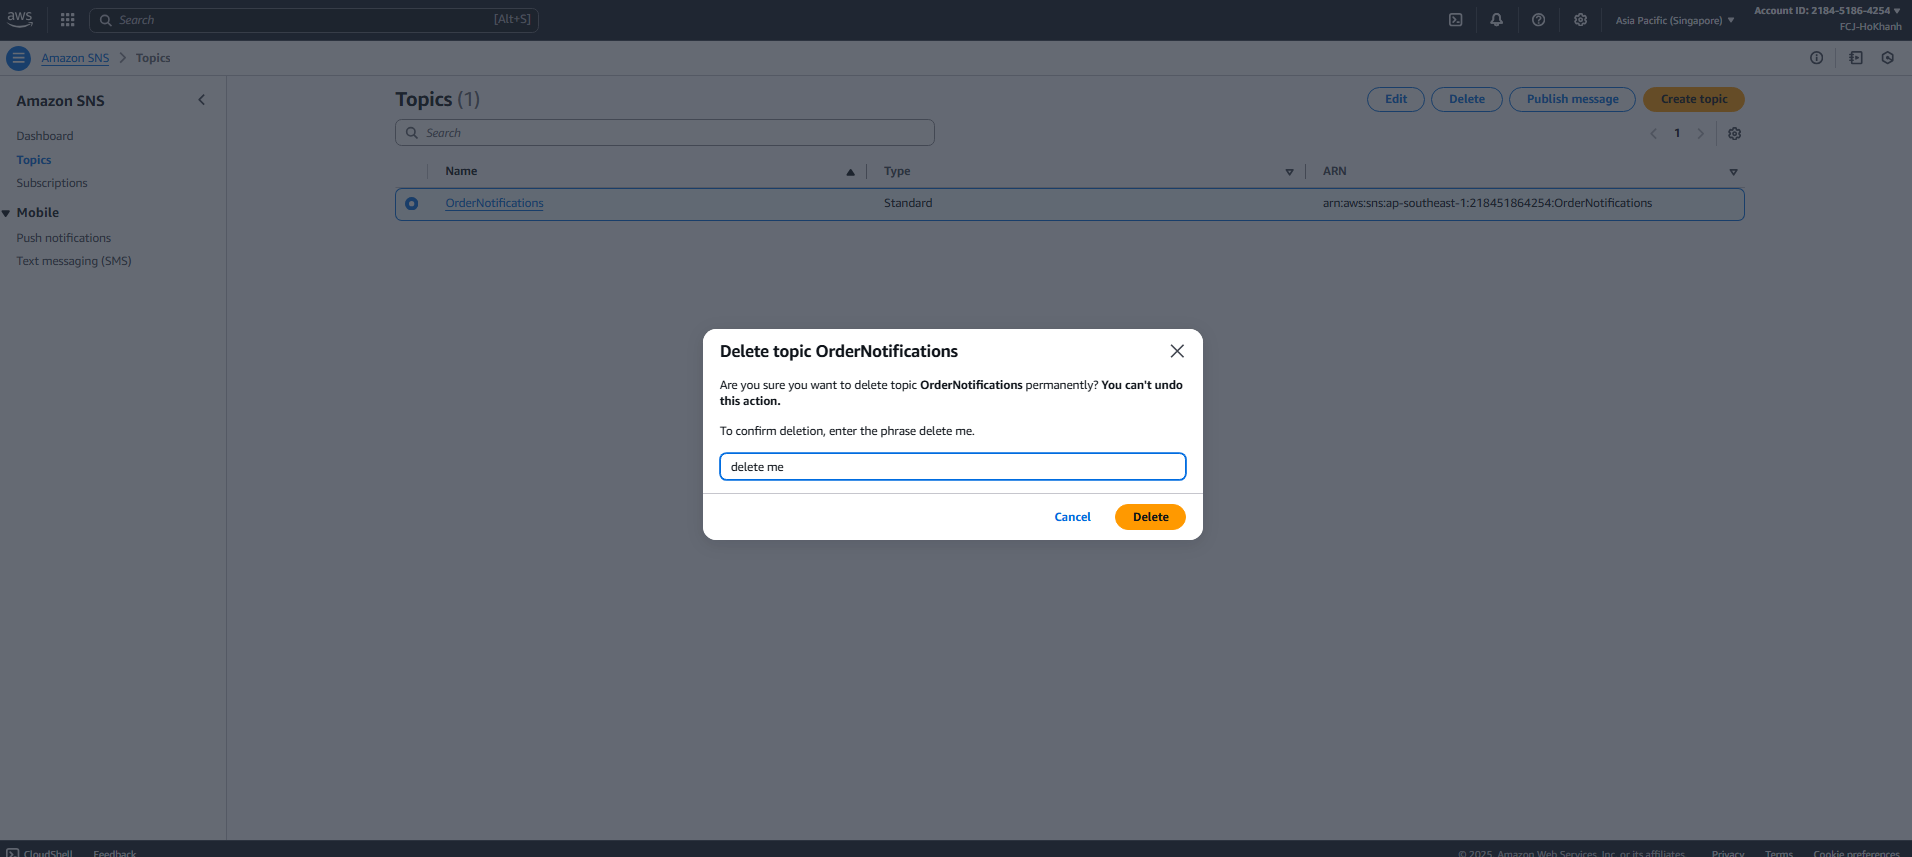 aws
Search
[Alt+S]
Asia Pacific (Singapore)
Account ID: 2184-5186-4254
FCJ-HoKhanh
Amazon SNS
Topics
Amazon SNS
Dashboard
Topics
Subscriptions
Mobile
Push notifications
Text messaging (SMS)
Topics (1)
Edit
Delete
Publish message
Create topic
Search
1
Name
Type
ARN
OrderNotifications
Standard
arn:aws:sns:ap-southeast-1:218451864254:OrderNotifications
Delete topic OrderNotifications
Are you sure you want to delete topic OrderNotifications permanently? You can't undo
this action.
To confirm deletion, enter the phrase delete me.
delete me
Cancel
Delete
CloudShell
Feedback
© 2025, Amazon Web Services, Inc. or its affiliates.
Privacy
Terms
Cookie preferences